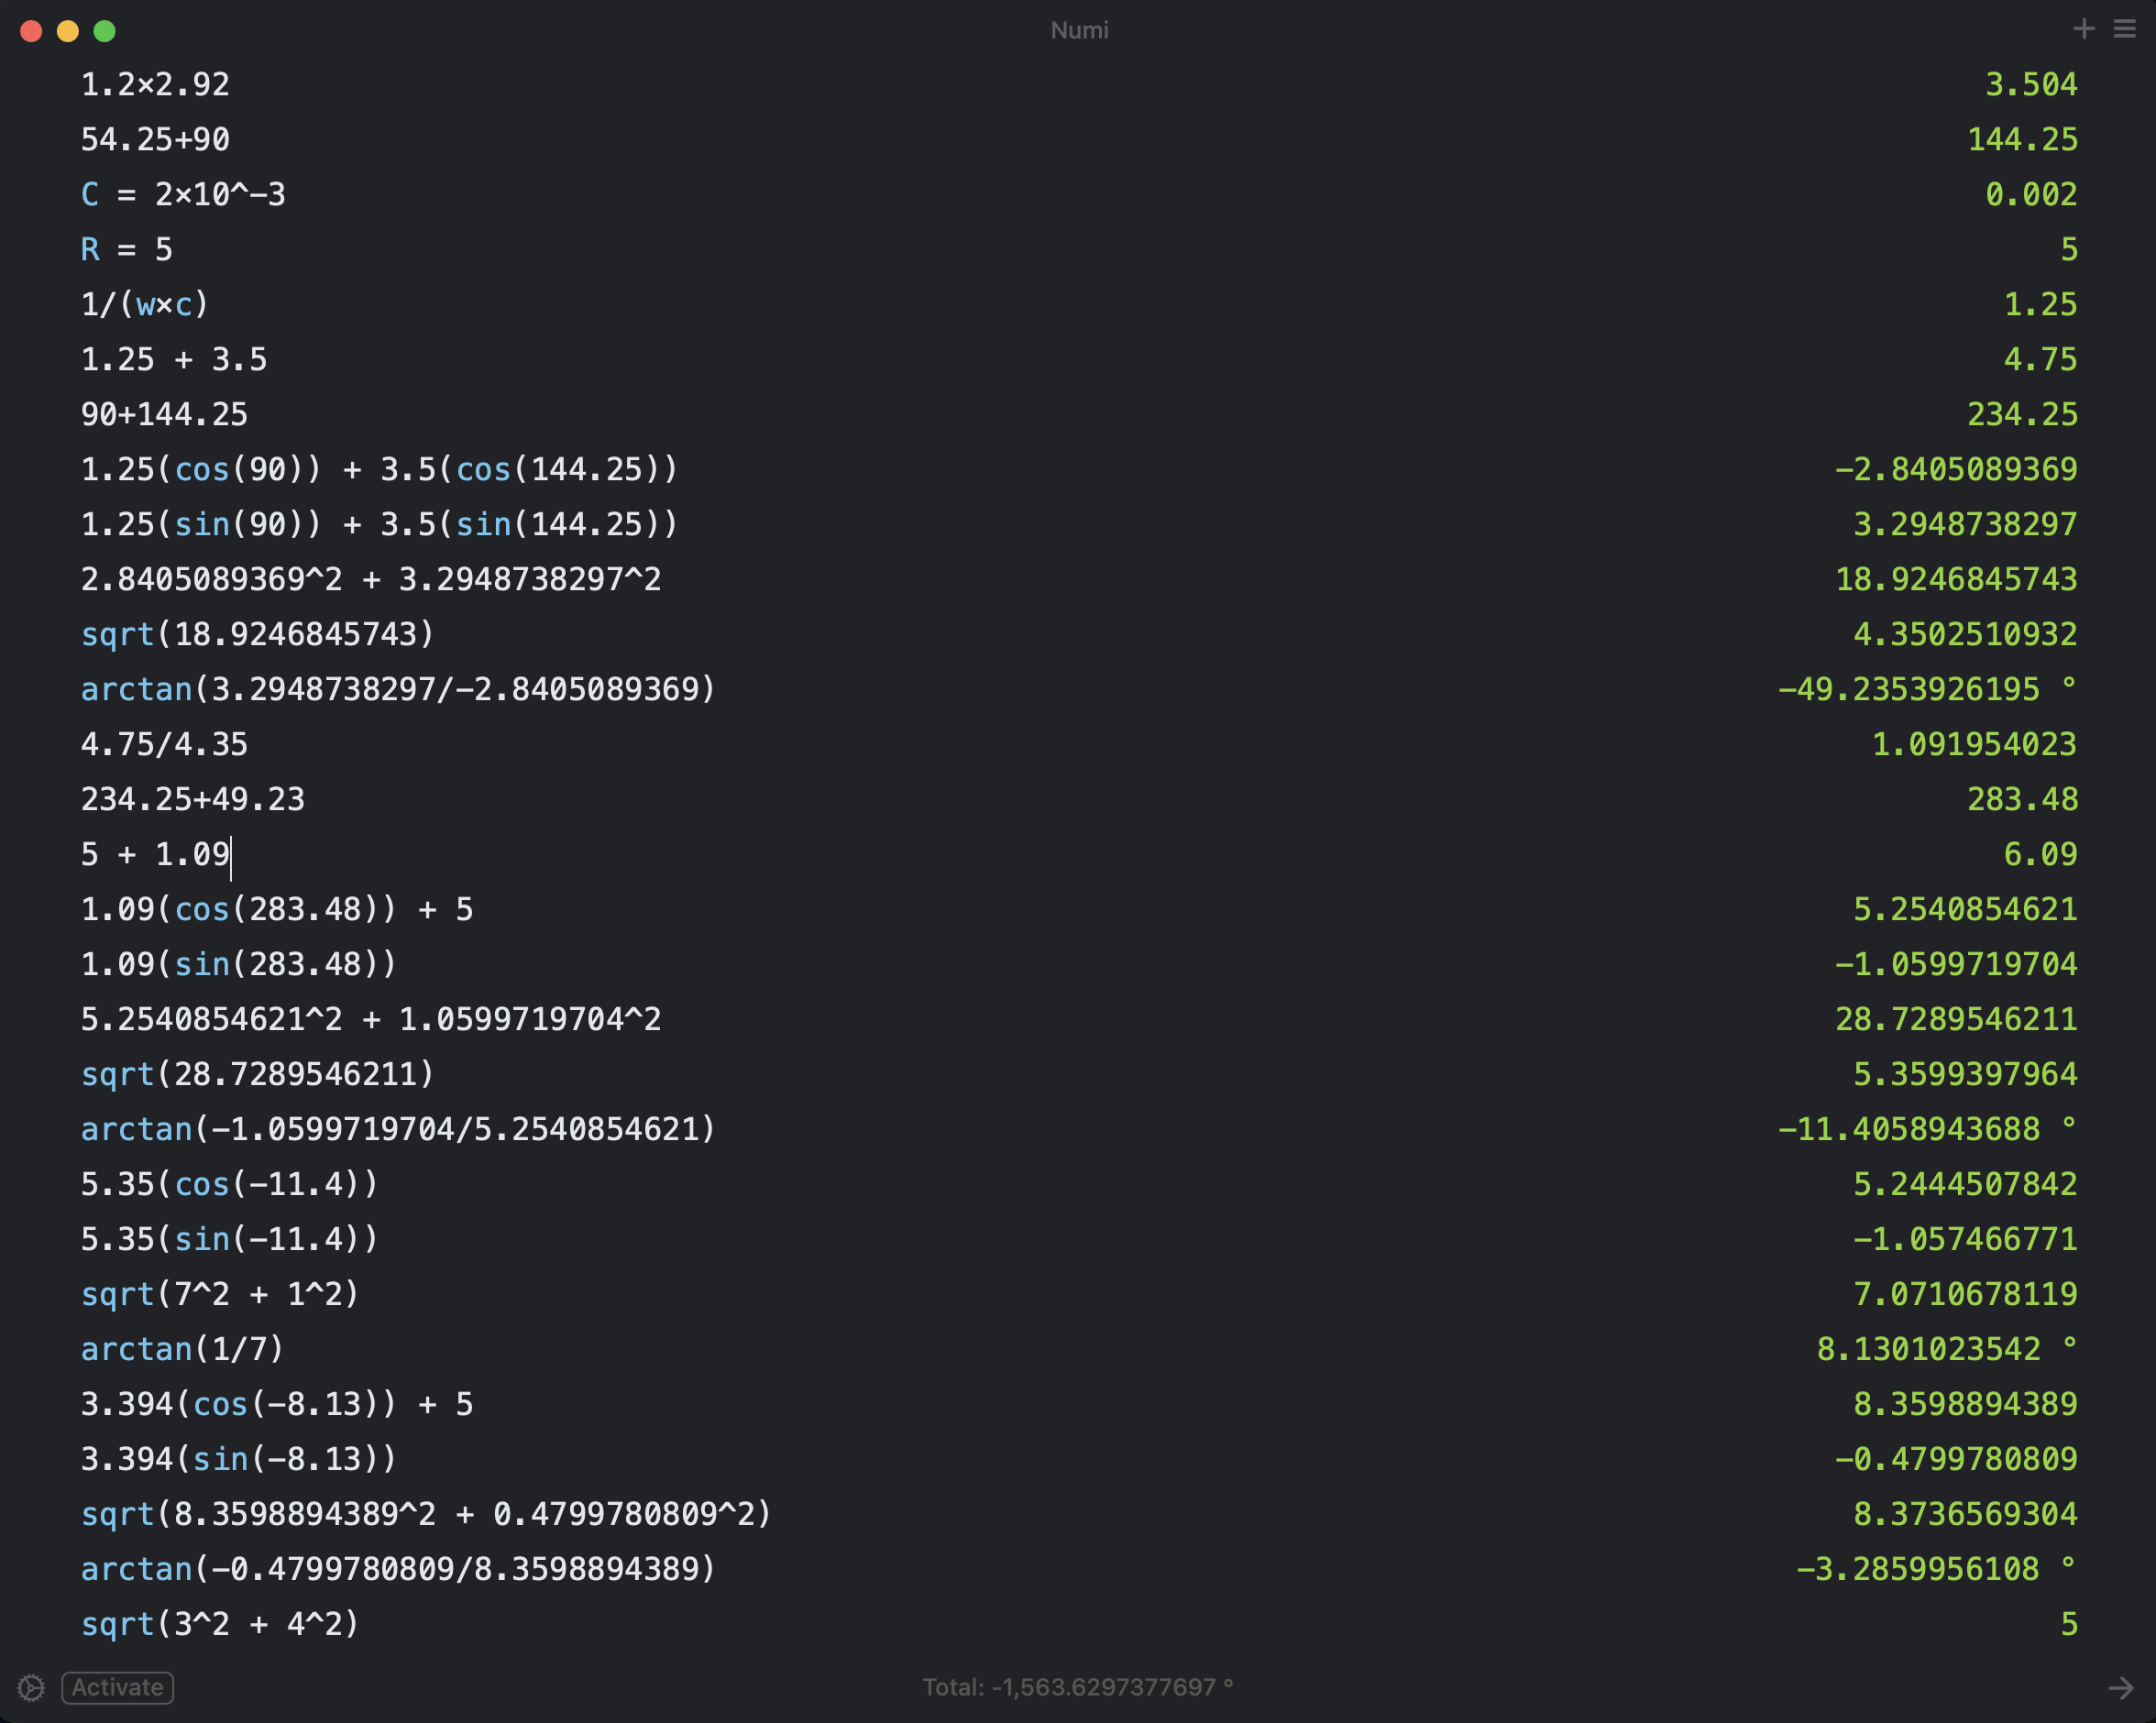 Numi
1.2×2.92 3.504
54.25+90 144.25
C = 2×10^−3 0.002
R = 5 5
1/(w×c) 1.25
1.25 + 3.5 4.75
90+144.25 234.25
1.25(cos(90)) + 3.5(cos(144.25)) −2.8405089369
1.25(sin(90)) + 3.5(sin(144.25)) 3.2948738297
2.8405089369^2 + 3.2948738297^2 18.9246845743
sqrt(18.9246845743) 4.3502510932
arctan(3.2948738297/−2.8405089369) −49.2353926195 °
4.75/4.35 1.091954023
234.25+49.23 283.48
5 + 1.09 6.09
1.09(cos(283.48)) + 5 5.2540854621
1.09(sin(283.48)) −1.0599719704
5.2540854621^2 + 1.0599719704^2 28.7289546211
sqrt(28.7289546211) 5.3599397964
arctan(−1.0599719704/5.2540854621) −11.4058943688 °
5.35(cos(−11.4)) 5.2444507842
5.35(sin(−11.4)) −1.057466771
sqrt(7^2 + 1^2) 7.0710678119
arctan(1/7) 8.1301023542 °
3.394(cos(−8.13)) + 5 8.3598894389
3.394(sin(−8.13)) −0.4799780809
sqrt(8.3598894389^2 + 0.4799780809^2) 8.3736569304
arctan(−0.4799780809/8.3598894389) −3.2859956108 °
sqrt(3^2 + 4^2) 5
Activate Total: -1,563.6297377697 °